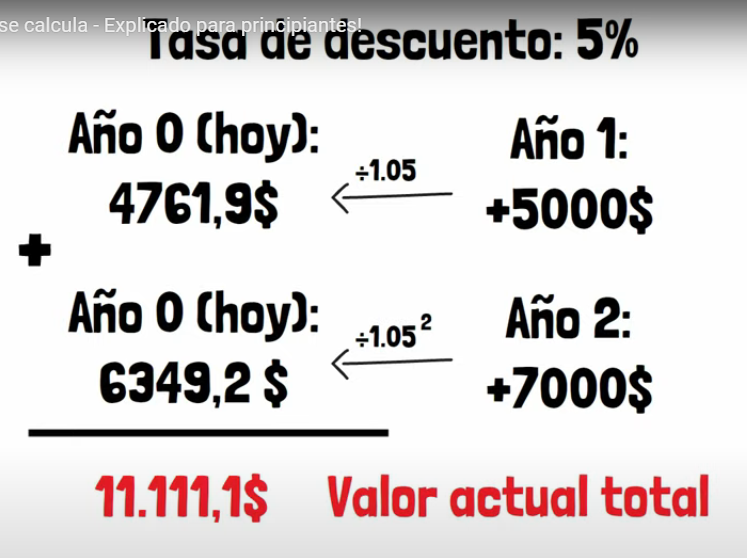 se calcula - Explicado para principiantes!
Tasa de descuento: 5%
Año 0 (hoy):
4761,9$
÷1.05
Año 1:
+5000$
+
Año 0 (hoy):
6349,2 $
÷1.05²
Año 2:
+7000$
11.111,1$ Valor actual total